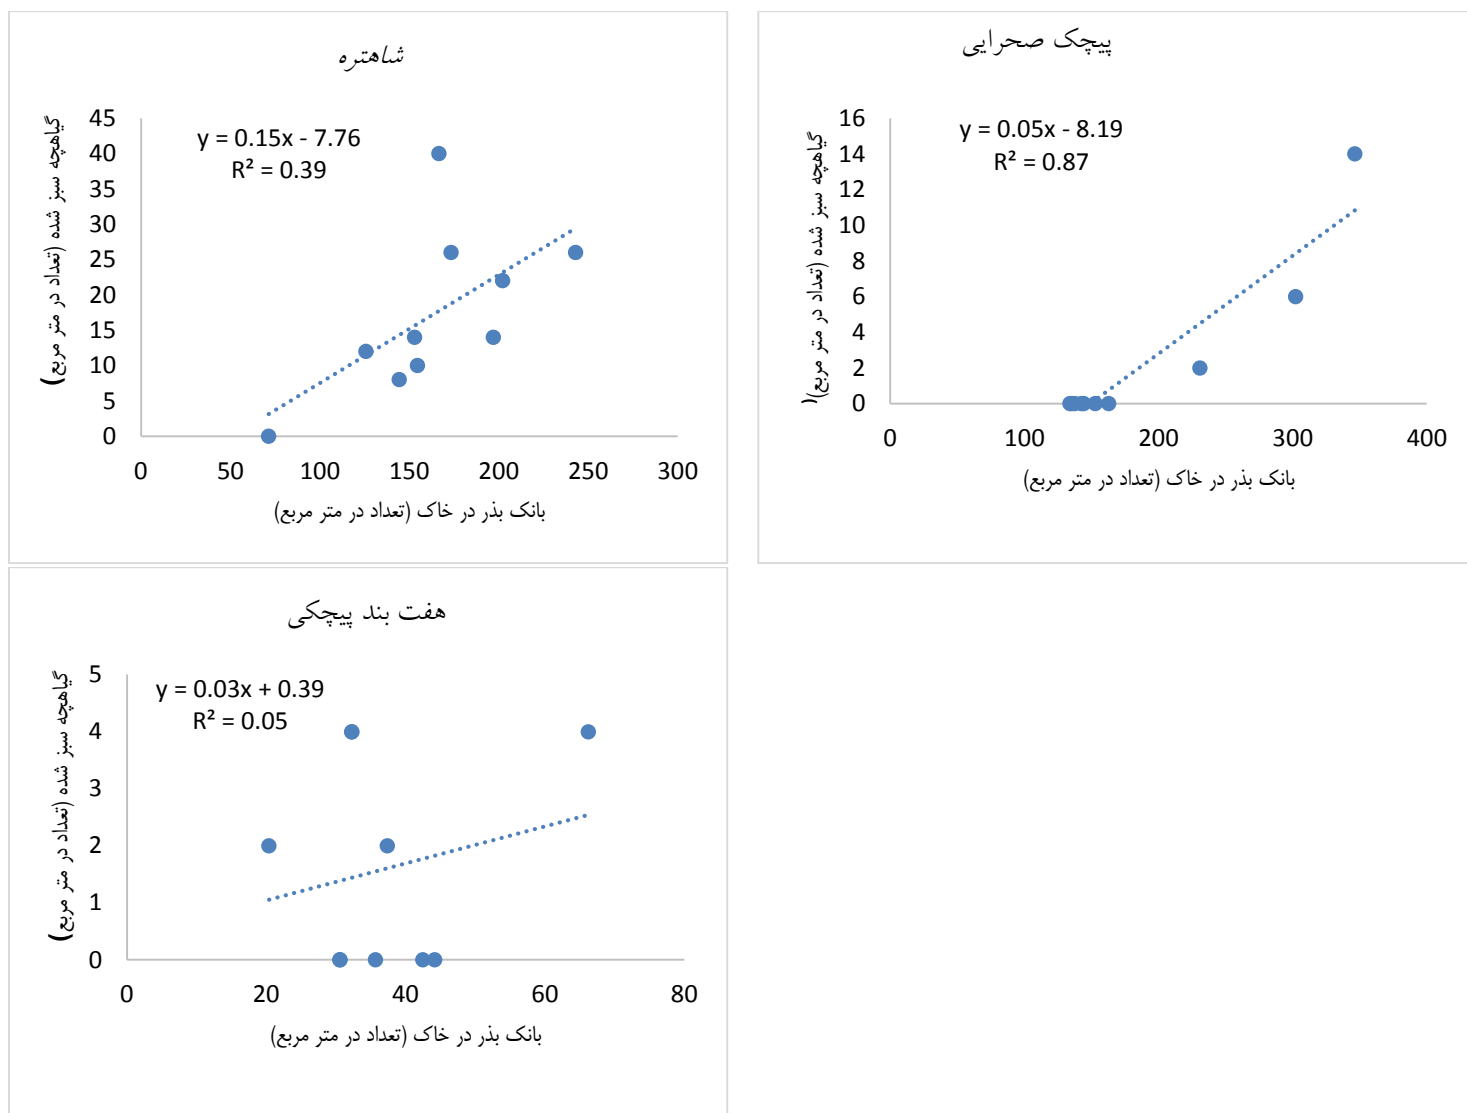 شاهتره
گیاهچه سبز شده (تعداد در متر مربع)
y = 0.15x - 7.76
R² = 0.39
45
40
35
30
25
20
15
10
5
0
0 50 100 150 200 250 300
بانک بذر در خاک (تعداد در متر مربع)
پیچک صحرایی
گیاهچه سبز شده (تعداد در متر مربع)(
y = 0.05x - 8.19
R² = 0.87
16
14
12
10
8
6
4
2
0
0 100 200 300 400
بانک بذر در خاک (تعداد در متر مربع)
هفت بند پیچکی
گیاهچه سبز شده (تعداد در متر مربع)
y = 0.03x + 0.39
R² = 0.05
5
4
3
2
1
0
0 20 40 60 80
بانک بذر در خاک (تعداد در متر مربع)